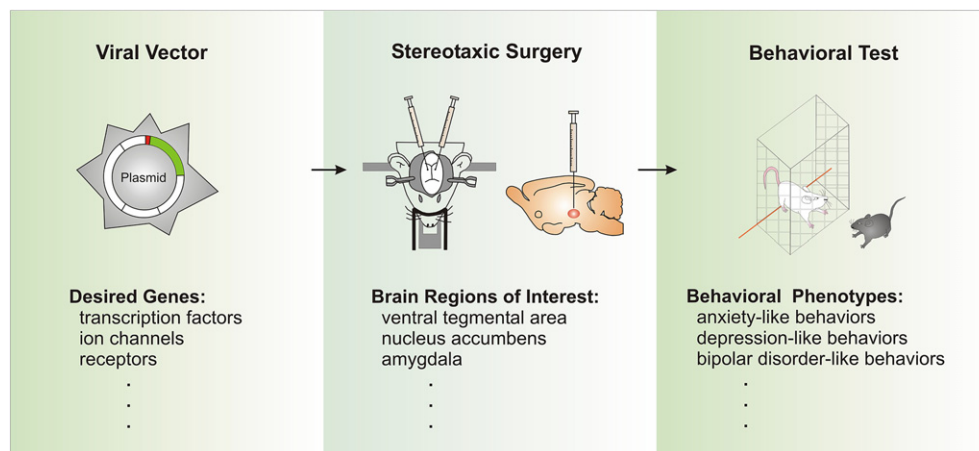 Viral Vector
Plasmid
Desired Genes:
transcription factors
ion channels
receptors
.
.
.
Stereotaxic Surgery
Brain Regions of Interest:
ventral tegmental area
nucleus accumbens
amygdala
.
.
.
Behavioral Test
Behavioral Phenotypes:
anxiety-like behaviors
depression-like behaviors
bipolar disorder-like behaviors
.
.
.